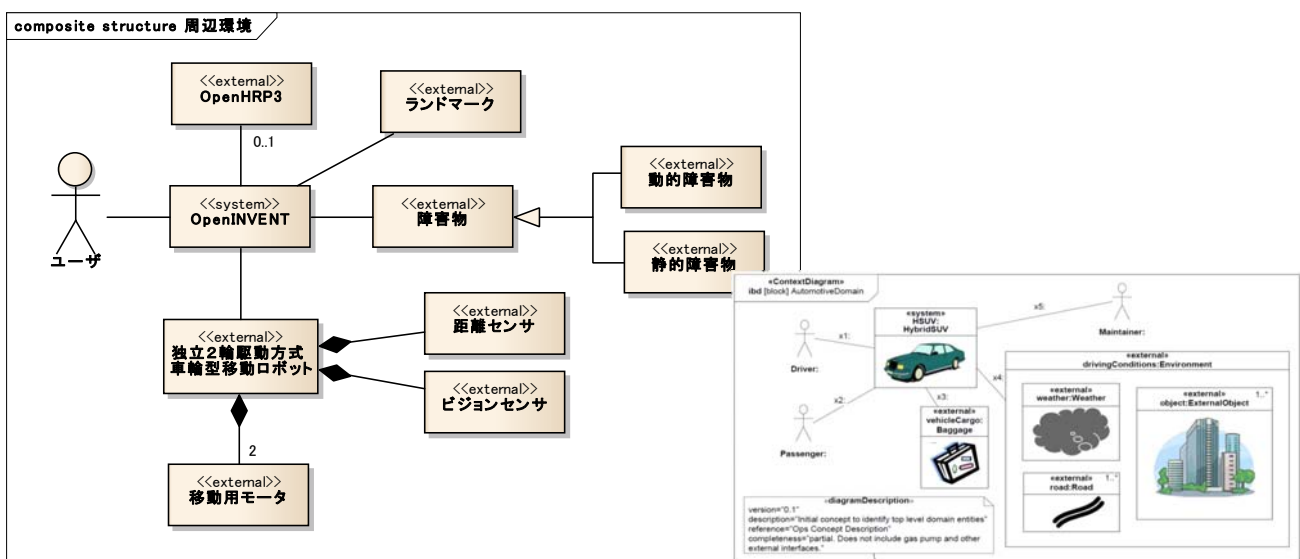 composite structure 周辺環境
<<external>>
OpenHRP3
<<external>>
ランドマーク
0..1
<<external>>
動的障害物
<<system>>
OpenINVENT
<<external>>
障害物
ユーザ
<<external>>
静的障害物
<<external>>
独立2輪駆動方式
車輪型移動ロボット
<<external>>
距離センサ
<<external>>
ビジョンセンサ
2
<<external>>
移動用モータ
«ContextDiagram»
ibd [block] AutomotiveDomain
«system»
HSUV:
HybridSUV
x5:
Maintainer:
x1:
Driver:
x4:
«external»
drivingConditions:Environment
«external»
weather:Weather
«external»
object:ExternalObject
1..*
x2:
x3:
«external»
vehicleCargo:
Baggage
Passenger:
«external»
road:Road
1..*
«diagramDescription»
version="0.1"
description="Initial concept to identify top level domain entities"
reference="Ops Concept Description"
completeness="partial. Does not include gas pump and other
external interfaces."